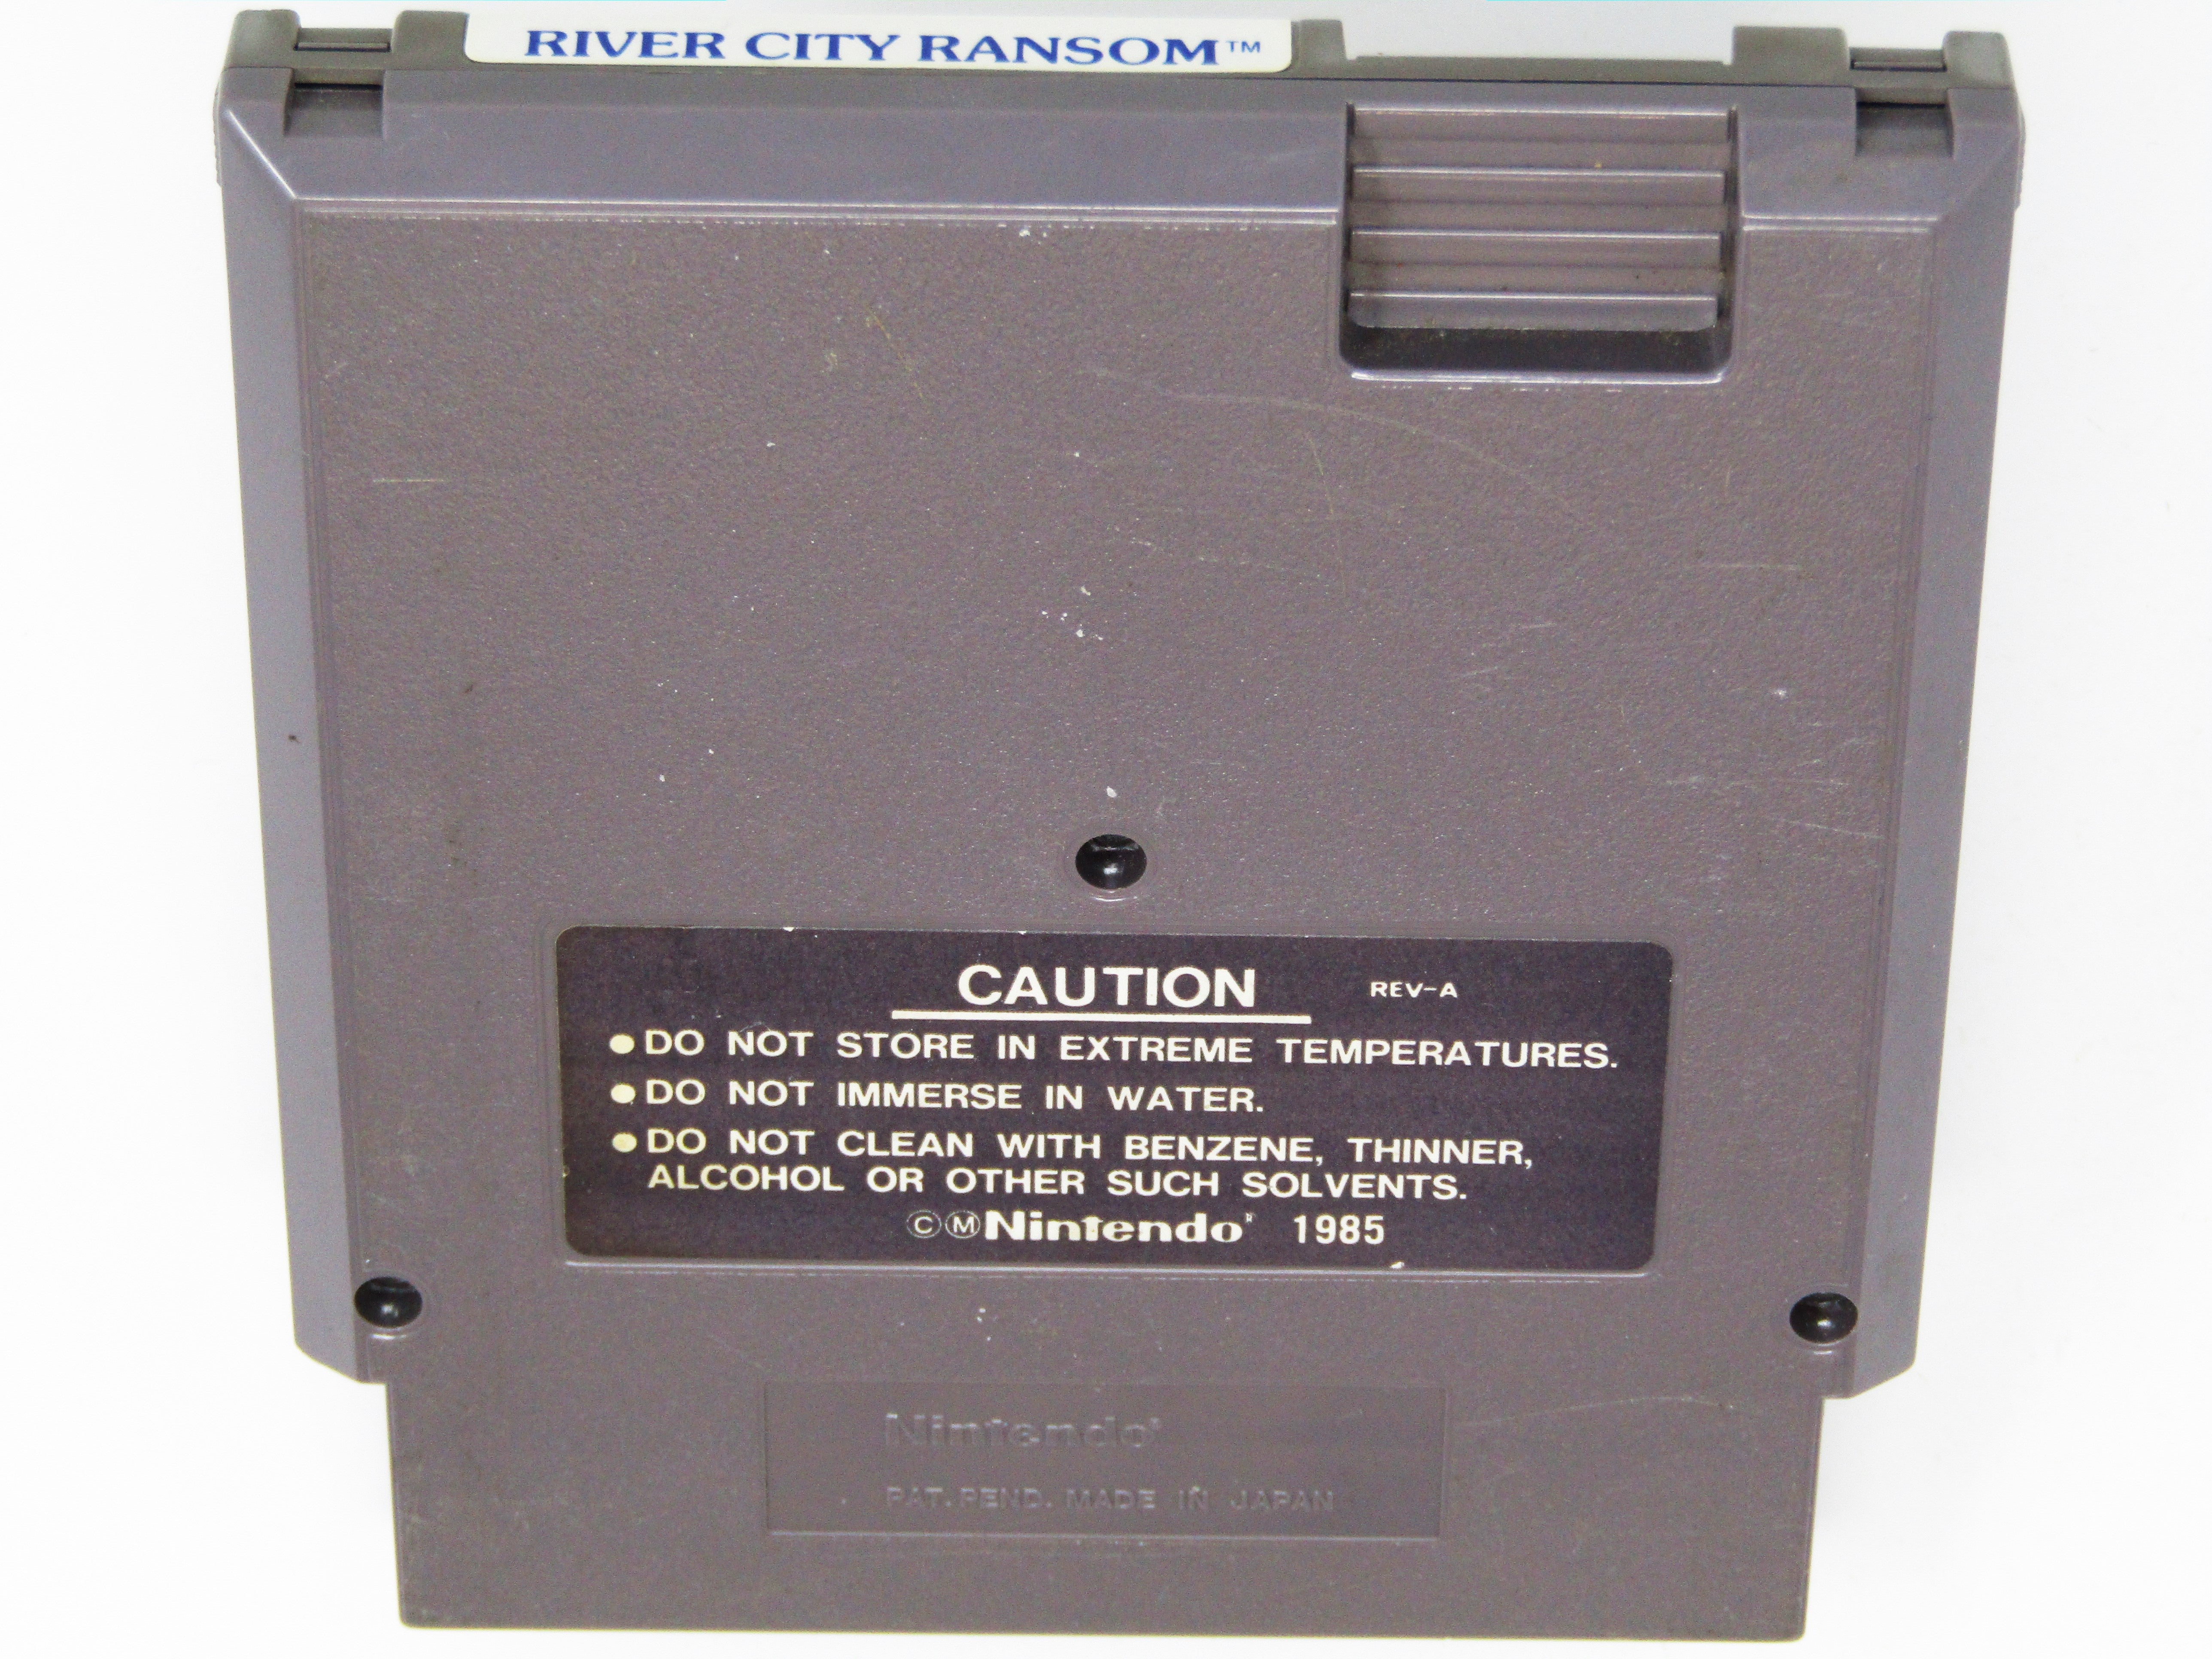 RIVER CITY RANSOM™
CAUTION REV-A
●DO NOT STORE IN EXTREME TEMPERATURES.
●DO NOT IMMERSE IN WATER.
●DO NOT CLEAN WITH BENZENE, THINNER,
ALCOHOL OR OTHER SUCH SOLVENTS.
ⒸⓂNintendo® 1985
Nintendo®
PAT. PEND. MADE IN JAPAN